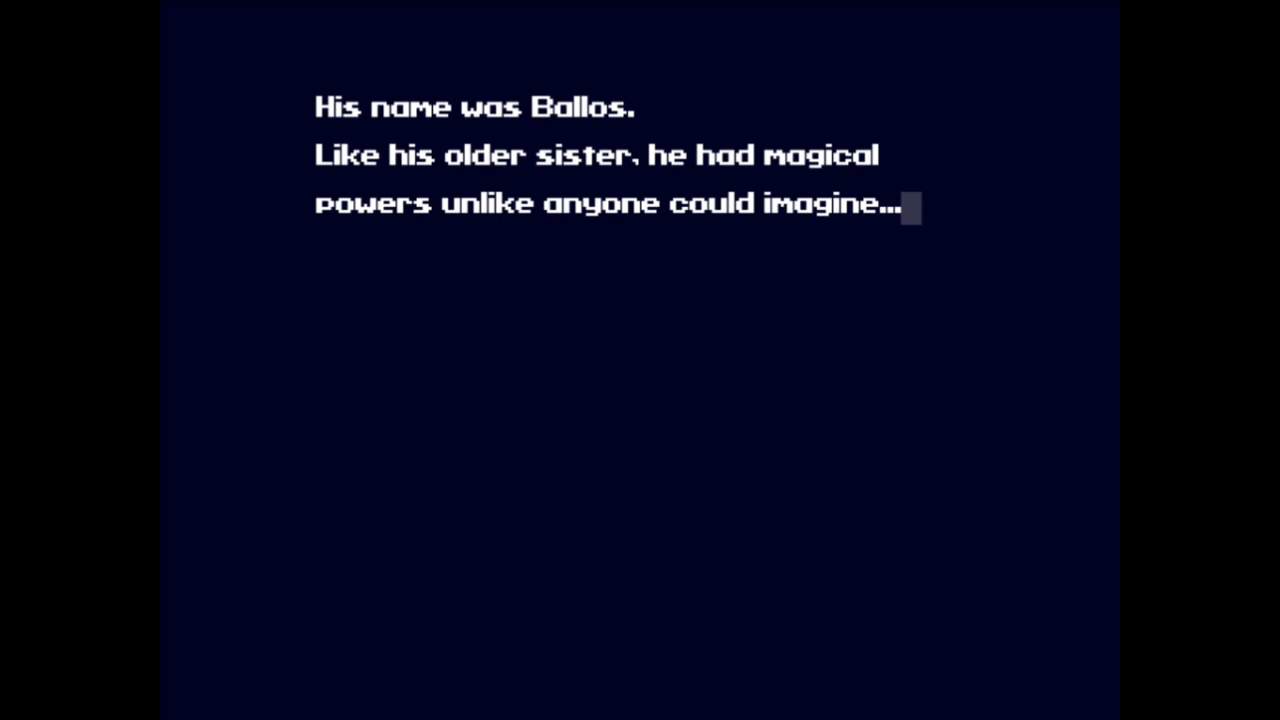 His name was Ballos.
Like his older sister, he had magical
powers unlike anyone could imagine...